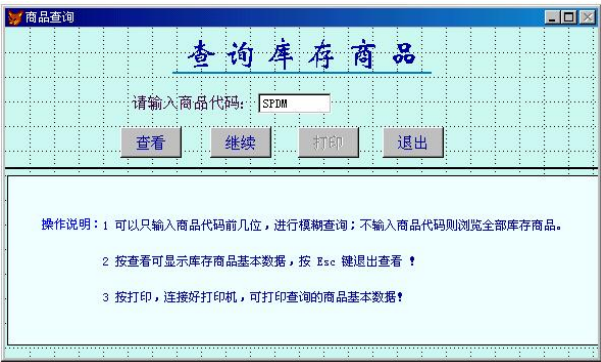 商品查询
查询库存商品
请输入商品代码： SPDM
查看 继续 打印 退出
操作说明：1 可以只输入商品代码前几位，进行模糊查询；不输入商品代码则浏览全部库存商品。
2 按查看可显示库存商品基本数据，按 Esc 键退出查看 ！
3 按打印，连接好打印机，可打印查询的商品基本数据！